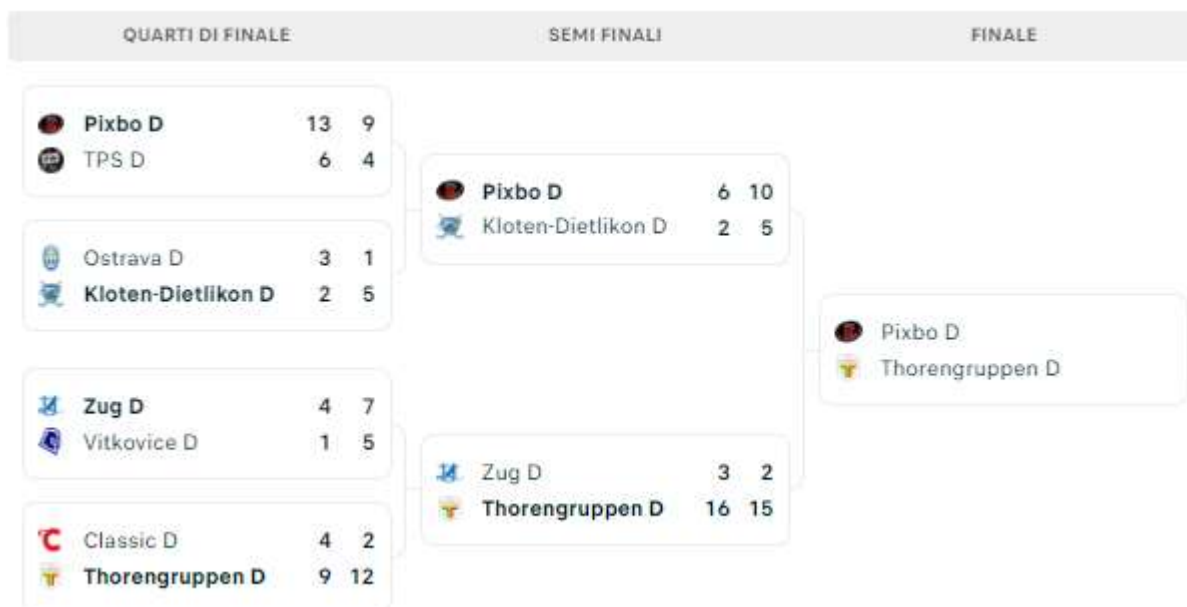 QUARTI DI FINALE SEMI FINALI FINALE
Pixbo D 13 9
TPS D 6 4
Ostrava D 3 1
Kloten-Dietlikon D 2 5
Zug D 4 7
Vitkovice D 1 5
Classic D 4 2
Thorengruppen D 9 12
Pixbo D 6 10
Kloten-Dietlikon D 2 5
Zug D 3 2
Thorengruppen D 16 15
Pixbo D
Thorengruppen D